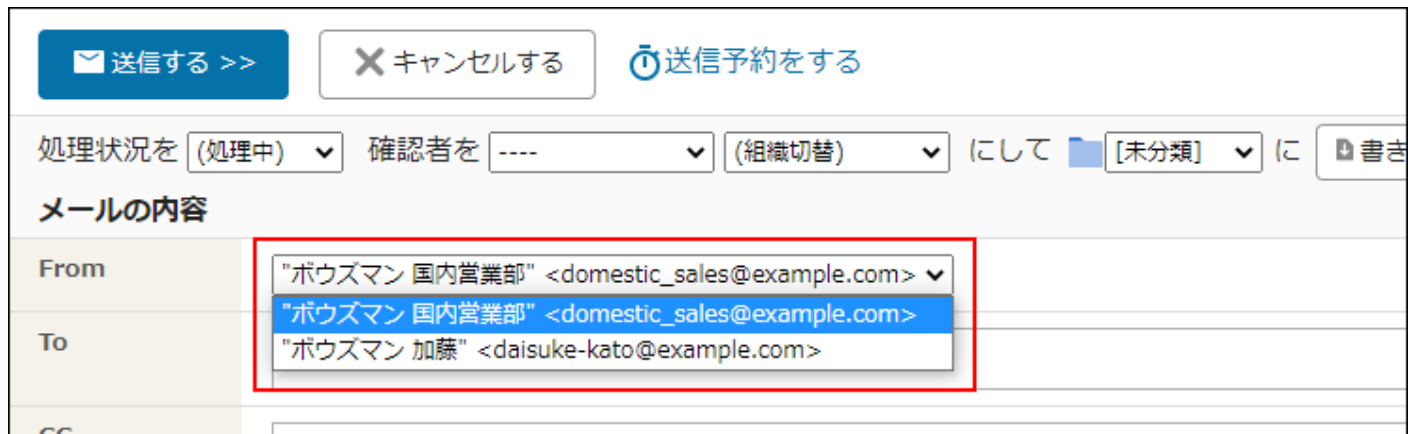 送信する >> キャンセルする 送信予約をする
処理状況を (処理中) 確認者を ---- (組織切替) にして [未分類] に 書き
メールの内容
From "ボウズマン 国内営業部" <domestic_sales@example.com>
"ボウズマン 国内営業部" <domestic_sales@example.com>
To
"ボウズマン 加藤" <daisuke-kato@example.com>
CC